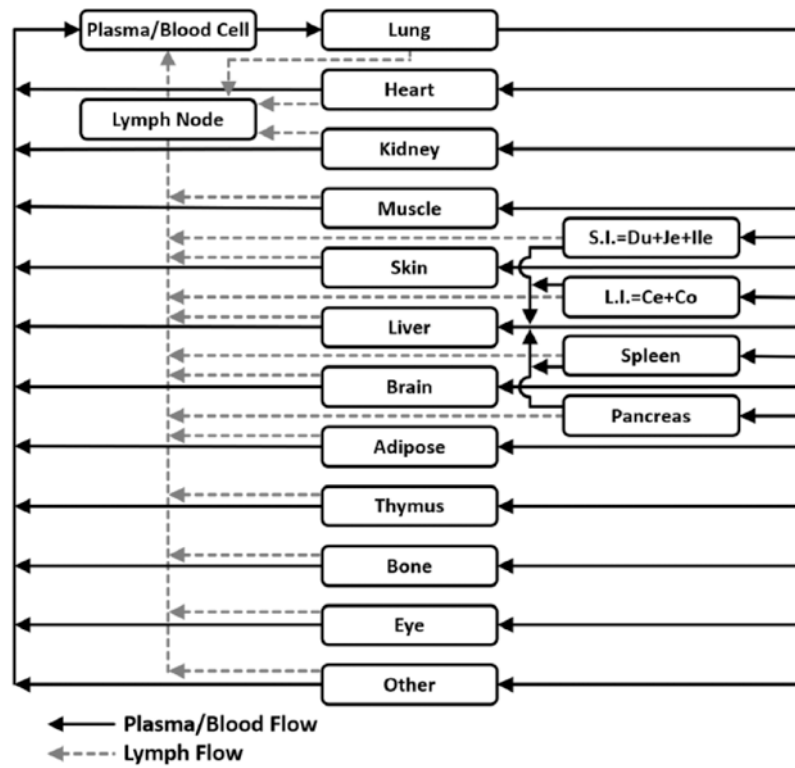 Plasma/Blood Cell
Lung
Heart
Lymph Node
Kidney
Muscle
S.I.=Du+Je+Ile
Skin
L.I.=Ce+Co
Liver
Spleen
Brain
Pancreas
Adipose
Thymus
Bone
Eye
Other
Plasma/Blood Flow
Lymph Flow